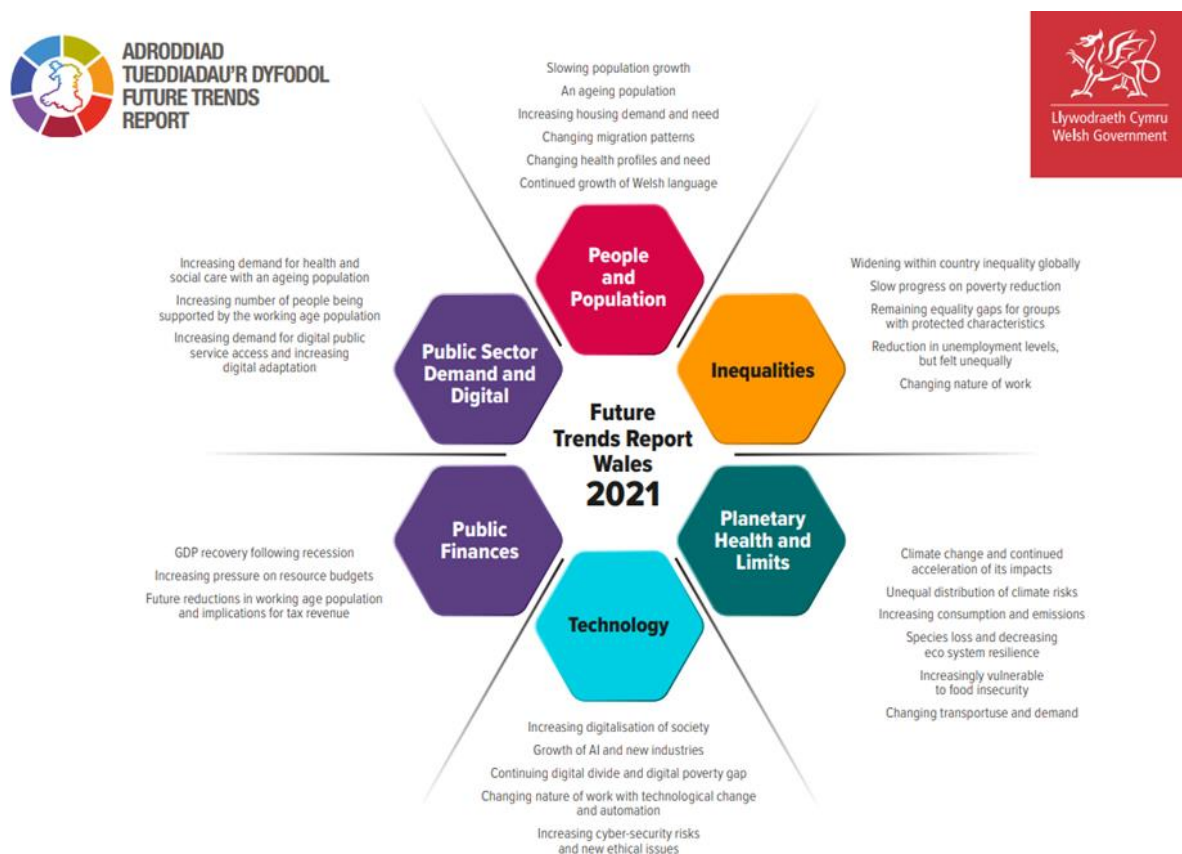 ADRODDIAD
TUEDDIADAU'R DYFODOL
FUTURE TRENDS
REPORT
Llywodraeth Cymru
Welsh Government
Slowing population growth
An ageing population
Increasing housing demand and need
Changing migration patterns
Changing health profiles and need
Continued growth of Welsh language
People
and
Population
Widening within country inequality globally
Slow progress on poverty reduction
Remaining equality gaps for groups
with protected characteristics
Reduction in unemployment levels,
but felt unequally
Changing nature of work
Inequalities
Increasing demand for health and
social care with an ageing population
Increasing number of people being
supported by the working age population
Increasing demand for digital public
service access and increasing
digital adaptation
Public Sector
Demand and
Digital
Future
Trends Report
Wales
2021
Public
Finances
GDP recovery following recession
Increasing pressure on resource budgets
Future reductions in working age population
and implications for tax revenue
Planetary
Health and
Limits
Climate change and continued
acceleration of its impacts
Unequal distribution of climate risks
Increasing consumption and emissions
Species loss and decreasing
eco system resilience
Increasingly vulnerable
to food insecurity
Changing transportuse and demand
Technology
Increasing digitalisation of society
Growth of AI and new industries
Continuing digital divide and digital poverty gap
Changing nature of work with technological change
and automation
Increasing cyber-security risks
and new ethical issues